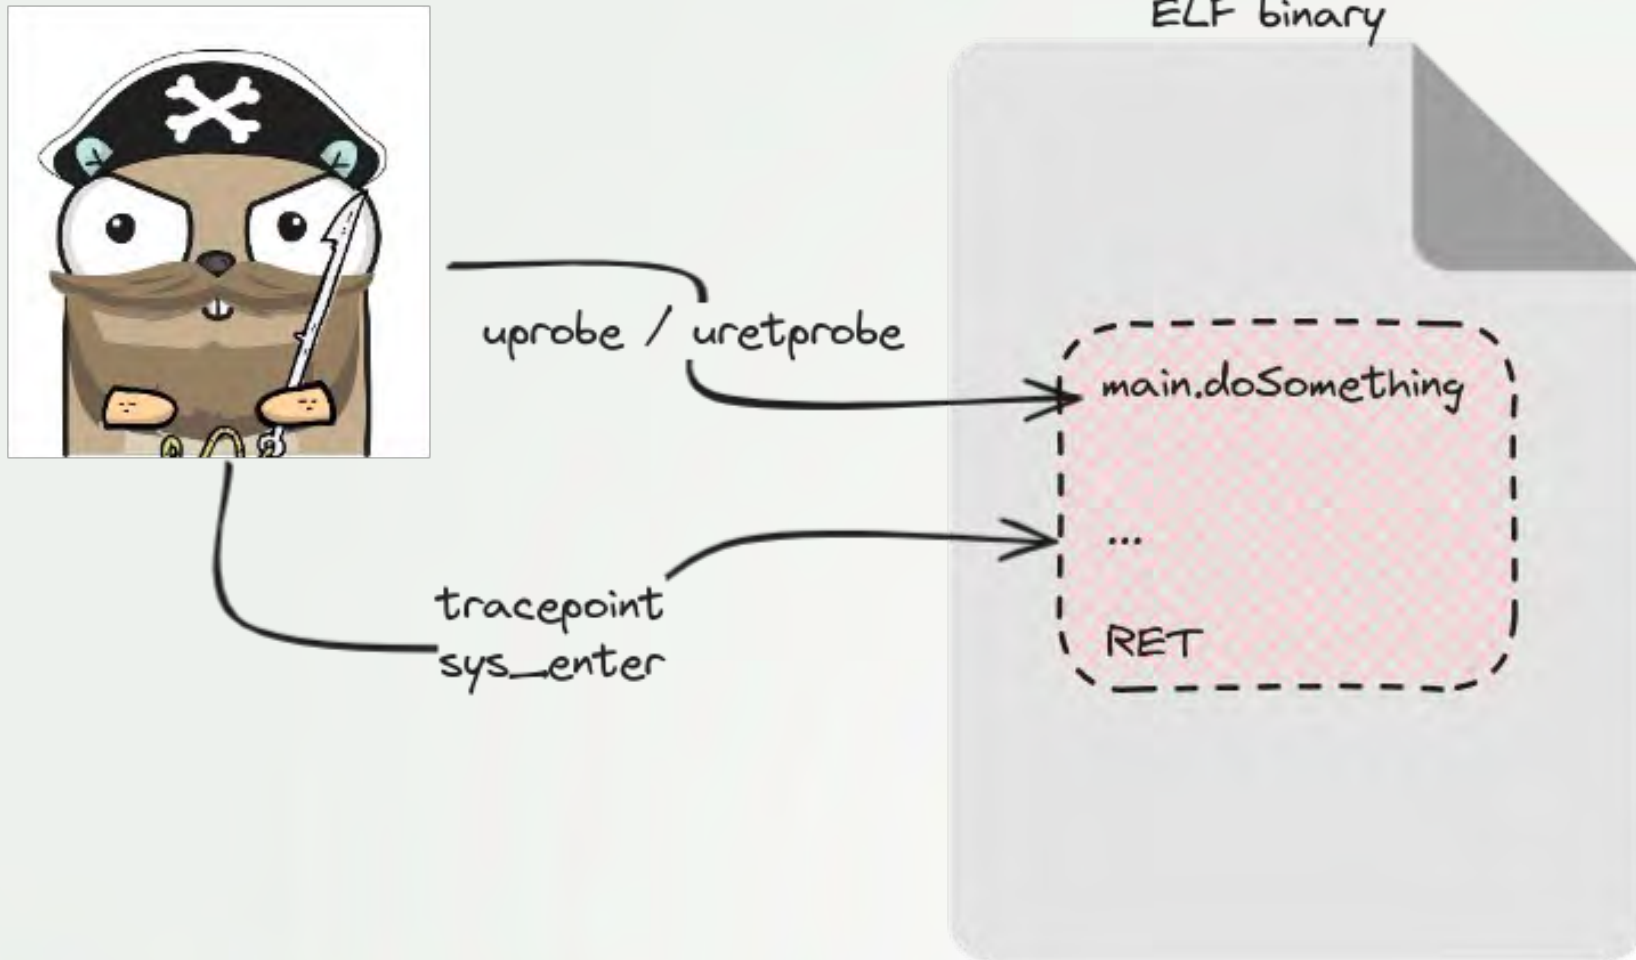 ELF binary
uprobe / uretprobe
main.doSomething
...
tracepoint
sys_enter
RET